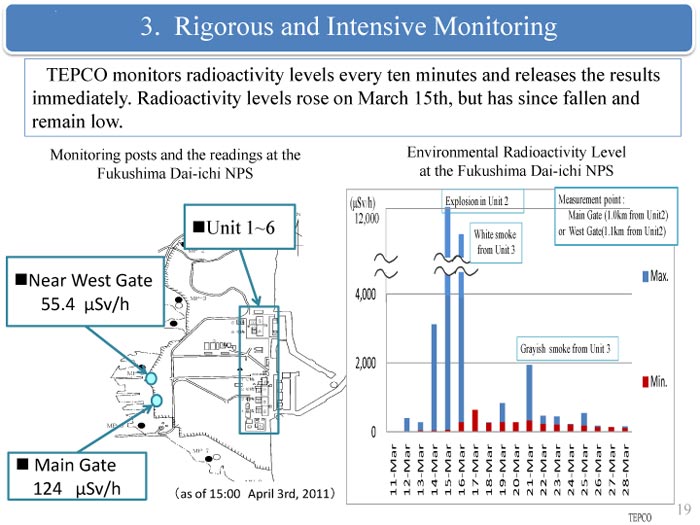 3. Rigorous and Intensive Monitoring
TEPCO monitors radioactivity levels every ten minutes and releases the results
immediately. Radioactivity levels rose on March 15th, but has since fallen and
remain low.
Monitoring posts and the readings at the
Fukushima Dai-ichi NPS
■Unit 1~6
■Near West Gate
55.4 μSv/h
■ Main Gate
124 μSv/h
(as of 15:00 April 3rd, 2011)
Environmental Radioactivity Level
at the Fukushima Dai-ichi NPS
(μSv/h)
12,000
4,000
2,000
0
Explosion in Unit 2
White smoke
from Unit 3
Grayish smoke from Unit 3
Measurement point :
Main Gate (1.0km from Unit2)
or West Gate(1.1km from Unit2)
Max.
Min.
11-Mar
12-Mar
13-Mar
14-Mar
15-Mar
16-Mar
17-Mar
18-Mar
19-Mar
20-Mar
21-Mar
22-Mar
23-Mar
24-Mar
25-Mar
26-Mar
27-Mar
28-Mar
TEPCO
19